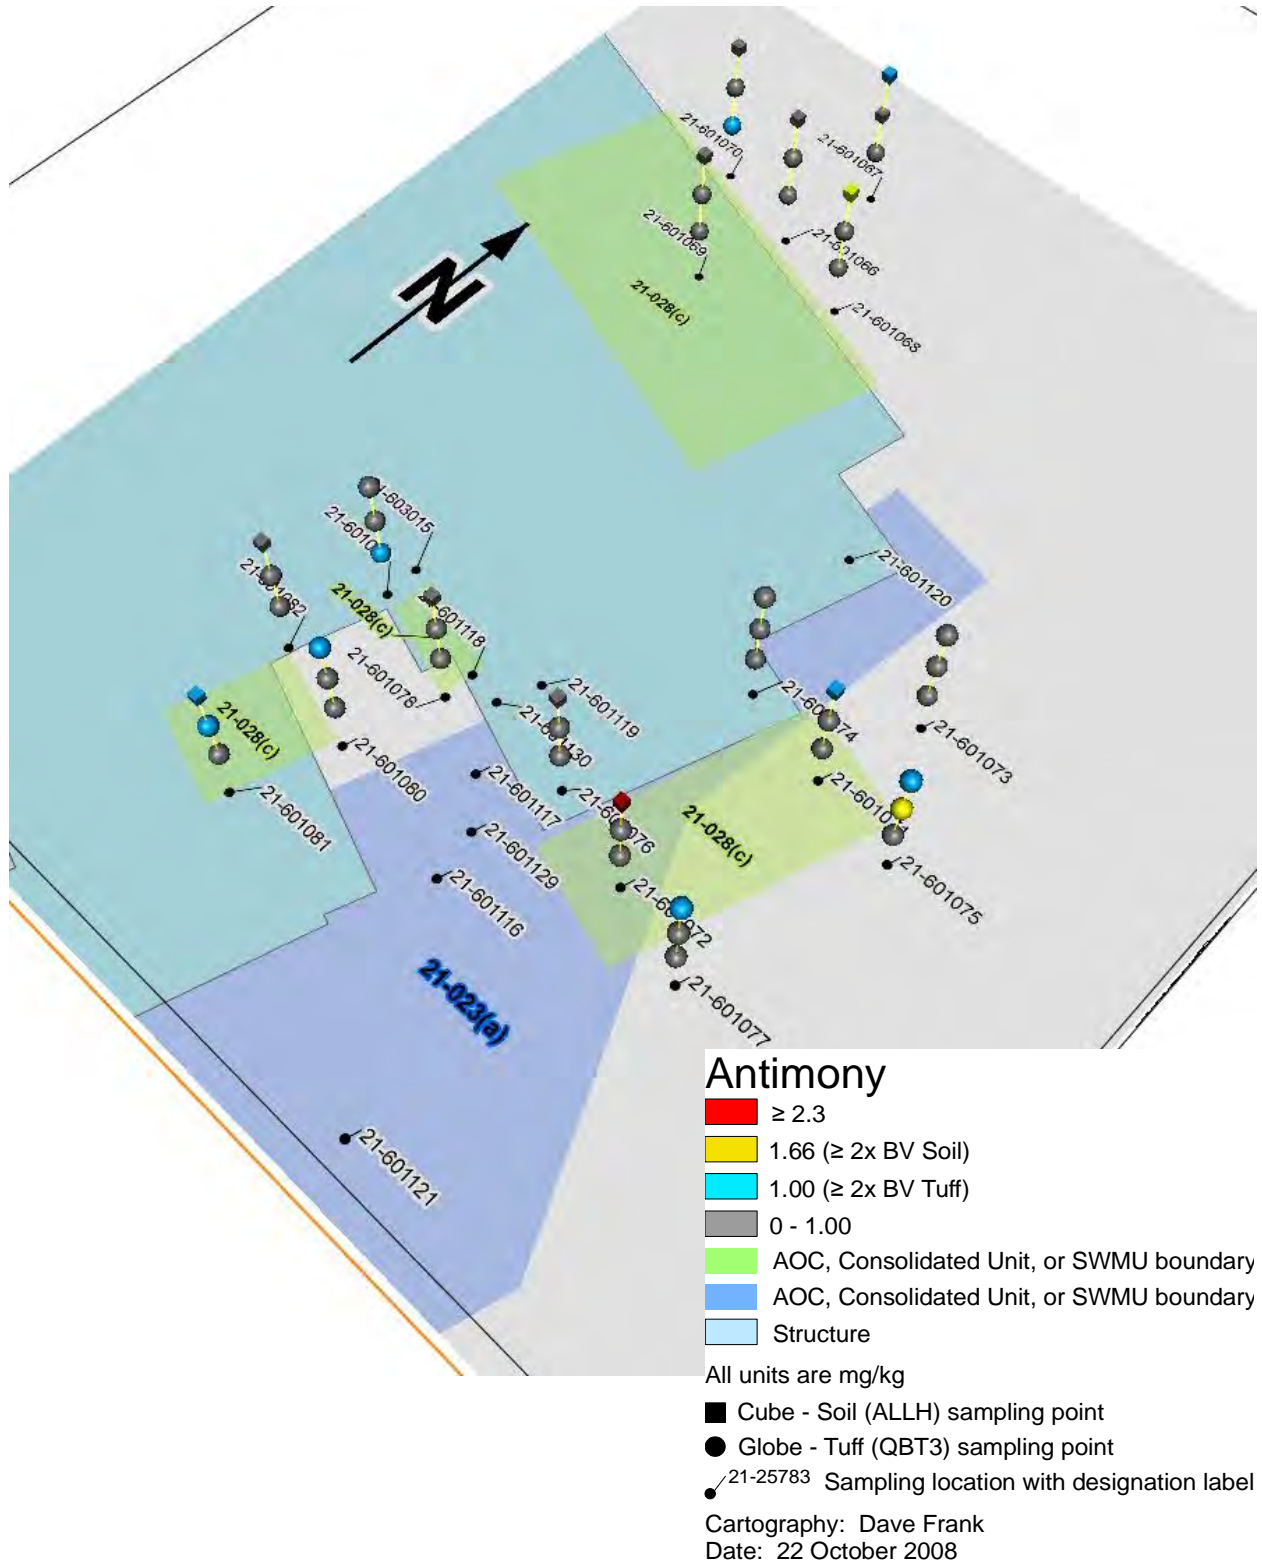 21-601070
21-601067
21-601069
21-601066
21-028(c)
21-601068
N
21-603015
21-6010
21-028(c)
21-601118
21-601120
21-601078
21-601119
21-028(c)
21-601073
21-601080
21-601117
21-601081
21-028(c)
21-601129
21-601075
21-601116
21-023(a)
21-601077
21-601121
Antimony
≥ 2.3
1.66 (≥ 2x BV Soil)
1.00 (≥ 2x BV Tuff)
0 - 1.00
AOC, Consolidated Unit, or SWMU boundary
AOC, Consolidated Unit, or SWMU boundary
Structure
All units are mg/kg
Cube - Soil (ALLH) sampling point
Globe - Tuff (QBT3) sampling point
21-25783 Sampling location with designation label
Cartography: Dave Frank
Date: 22 October 2008